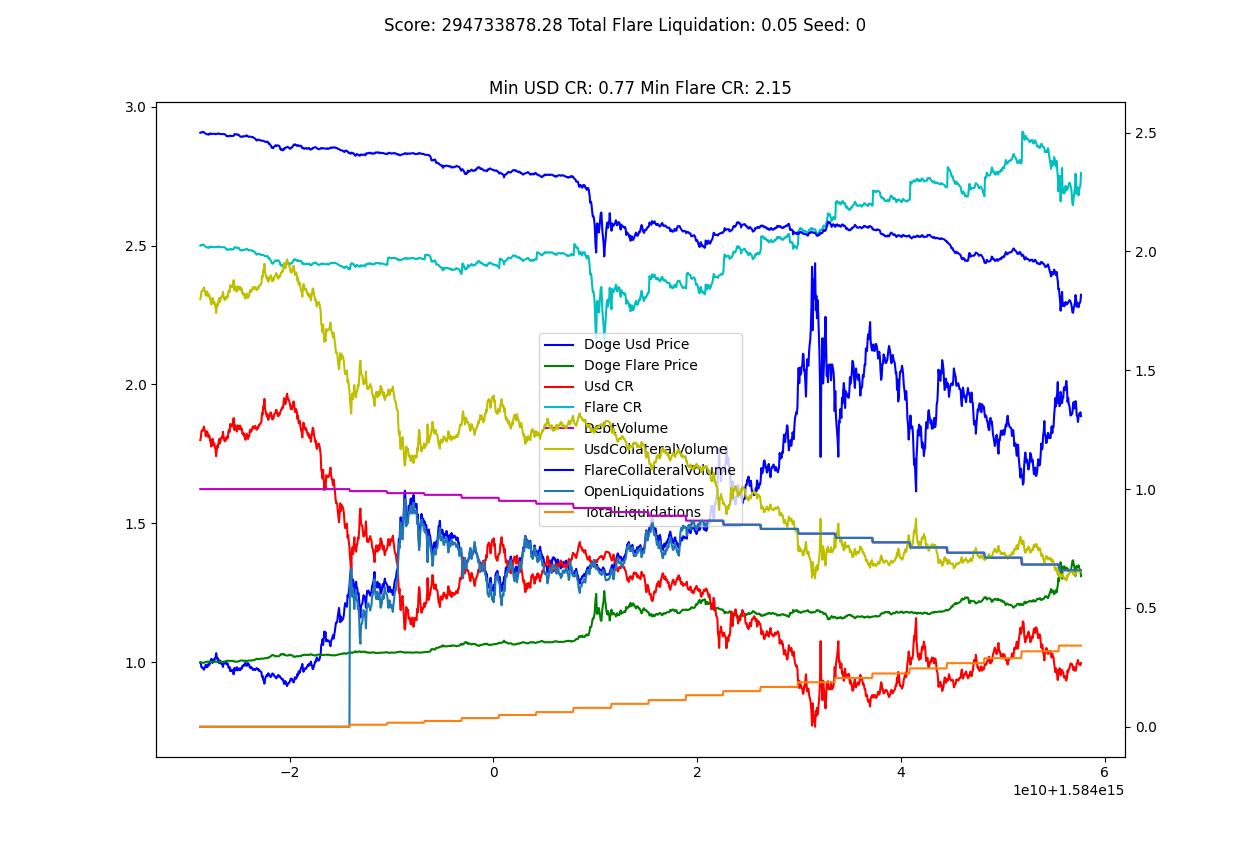 Score: 294733878.28 Total Flare Liquidation: 0.05 Seed: 0
Min USD CR: 0.77 Min Flare CR: 2.15
3.0
2.5
2.0
1.5
1.0
2.5
2.0
1.5
1.0
0.5
0.0
Doge Usd Price
Doge Flare Price
Usd CR
Flare CR
DebtVolume
UsdCollateralVolume
FlareCollateralVolume
OpenLiquidations
TotalLiquidations
−2 0 2 4 6
1e10+1.584e15